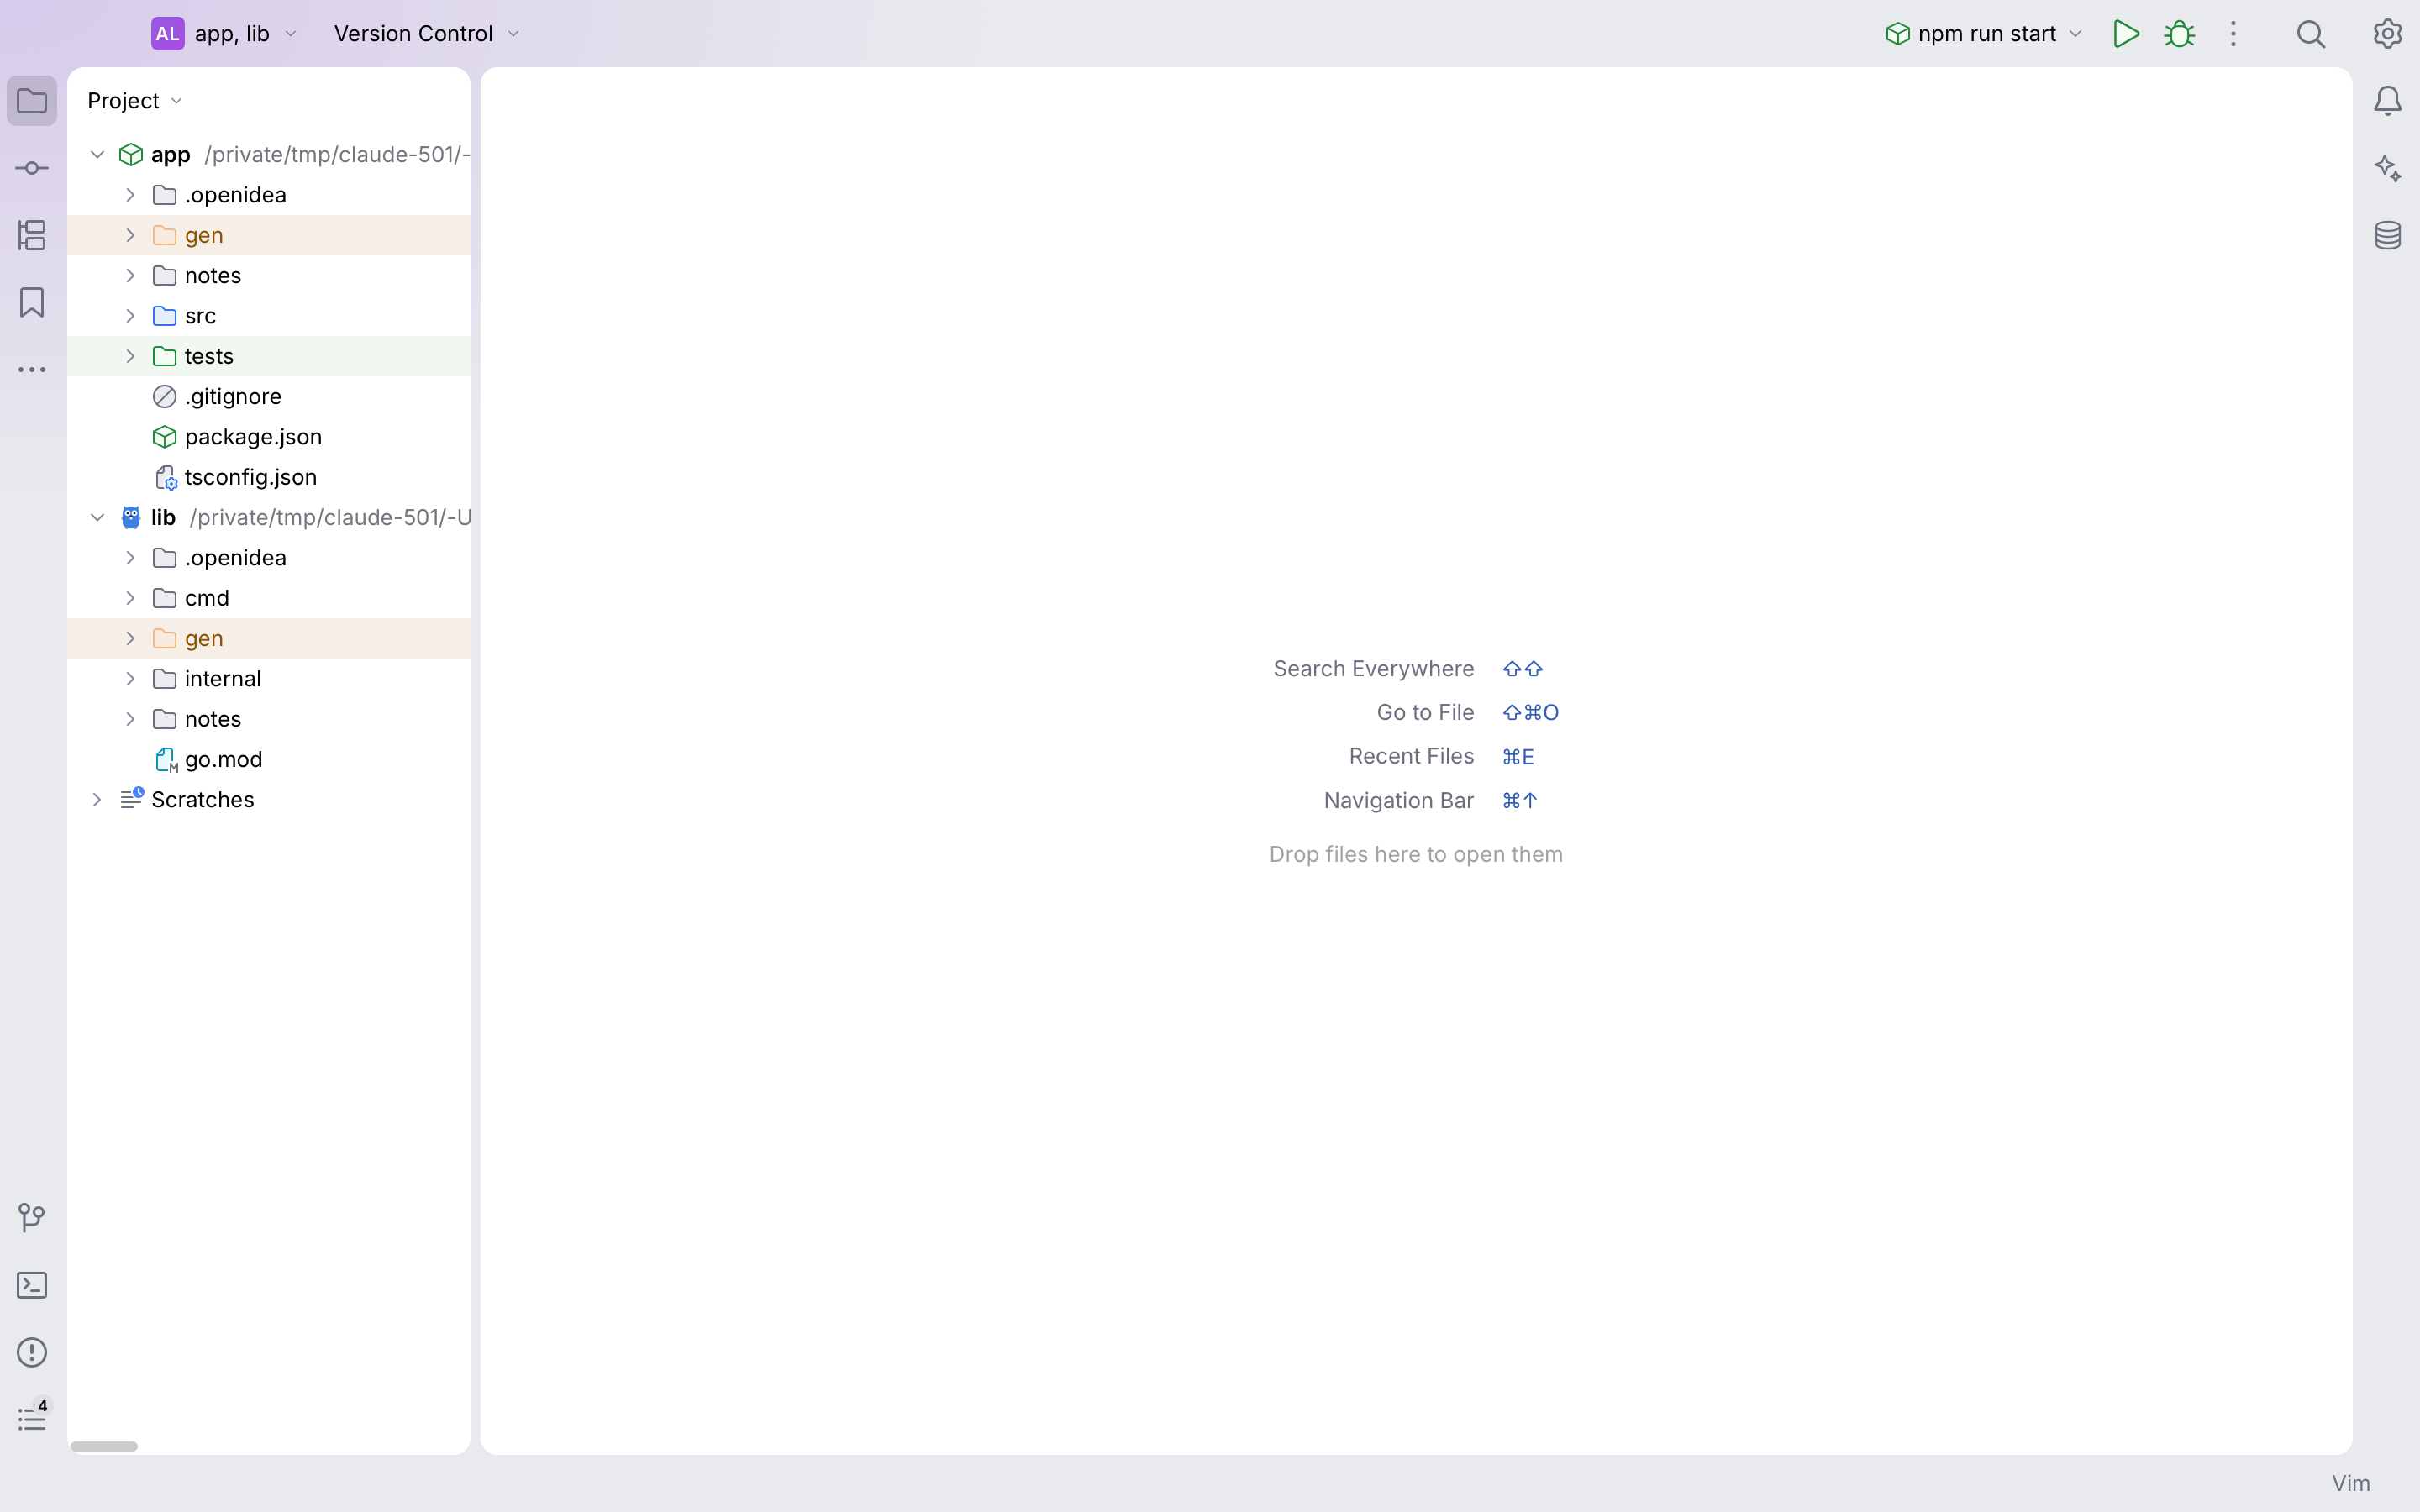 AL app, lib Version Control npm run start
Project
app /private/tmp/claude-501/-
.openidea
gen
notes
src
tests
.gitignore
package.json
tsconfig.json
lib /private/tmp/claude-501/-U
.openidea
cmd
gen
internal
notes
go.mod
Scratches
Search Everywhere ⇧⇧
Go to File ⇧⌘O
Recent Files ⌘E
Navigation Bar ⌘↑
Drop files here to open them
4
Vim